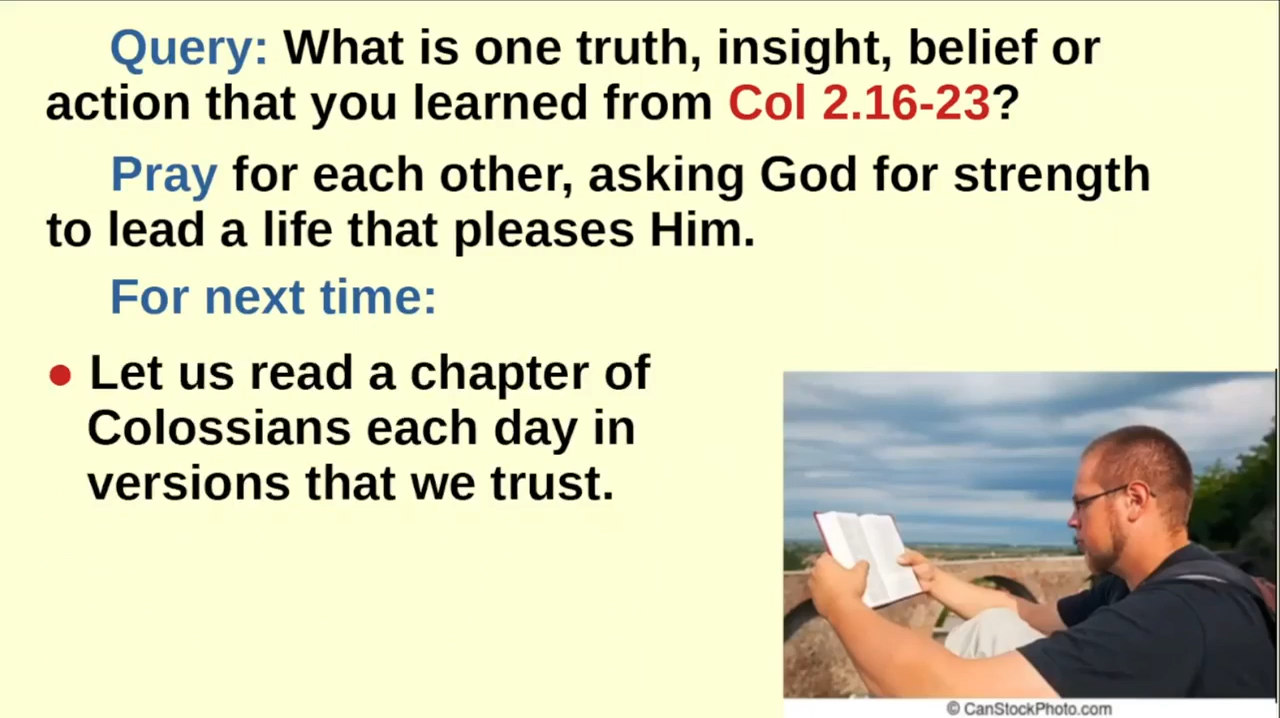 Query: What is one truth, insight, belief or
action that you learned from Col 2.16-23?
Pray for each other, asking God for strength
to lead a life that pleases Him.
For next time:
● Let us read a chapter of
Colossians each day in
versions that we trust.
© CanStockPhoto.com